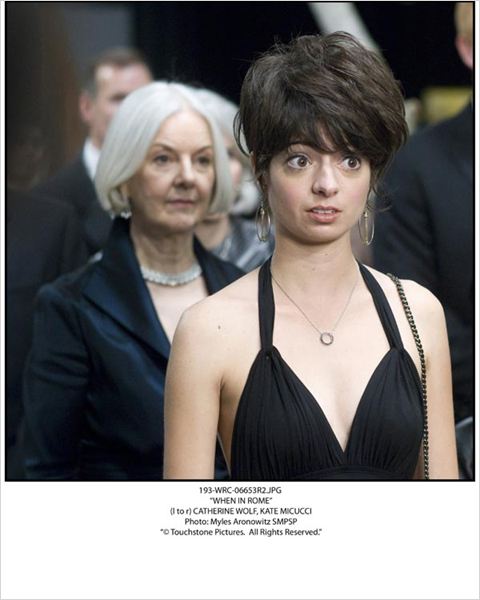 193-WRC-06653R2.JPG
"WHEN IN ROME"
(l to r) CATHERINE WOLF, KATE MICUCCI
Photo: Myles Aronowitz SMPSP
"© Touchstone Pictures.  All Rights Reserved."